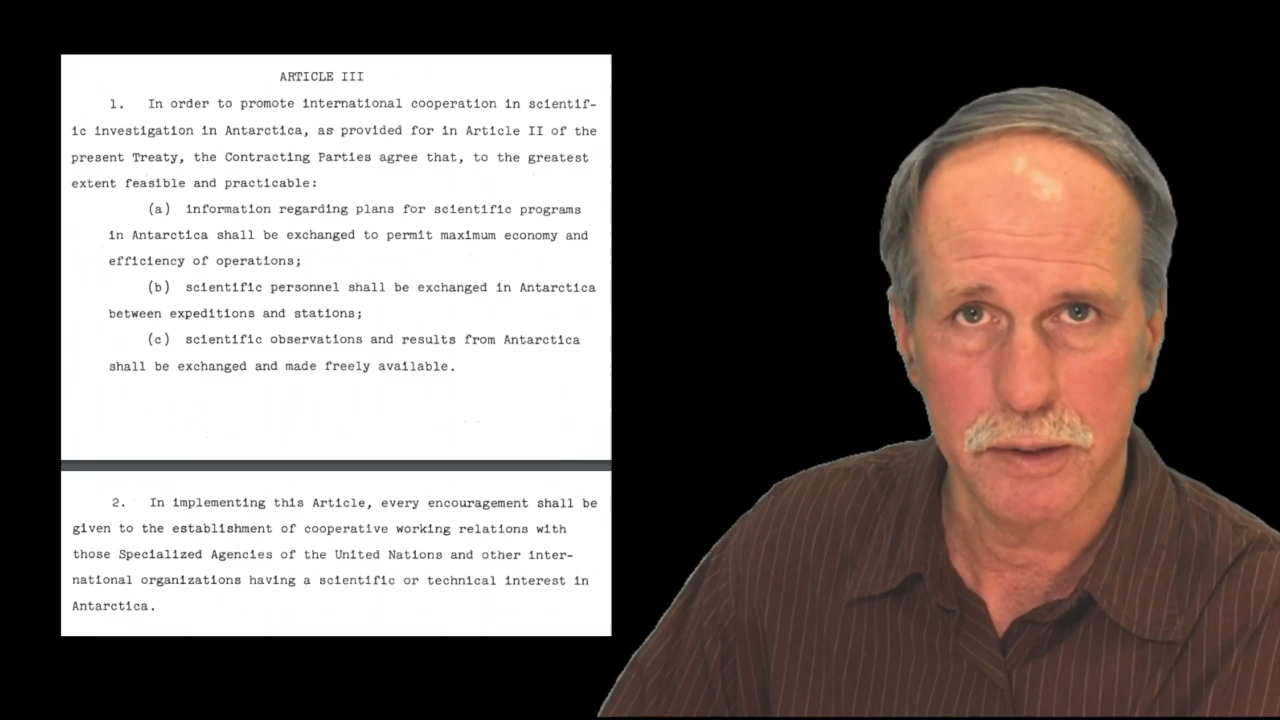 ARTICLE III
1. In order to promote international cooperation in scientif-
ic investigation in Antarctica, as provided for in Article II of the
present Treaty, the Contracting Parties agree that, to the greatest
extent feasible and practicable:
(a) information regarding plans for scientific programs
in Antarctica shall be exchanged to permit maximum economy and
efficiency of operations;
(b) scientific personnel shall be exchanged in Antarctica
between expeditions and stations;
(c) scientific observations and results from Antarctica
shall be exchanged and made freely available.
2. In implementing this Article, every encouragement shall be
given to the establishment of cooperative working relations with
those Specialized Agencies of the United Nations and other inter-
national organizations having a scientific or technical interest in
Antarctica.